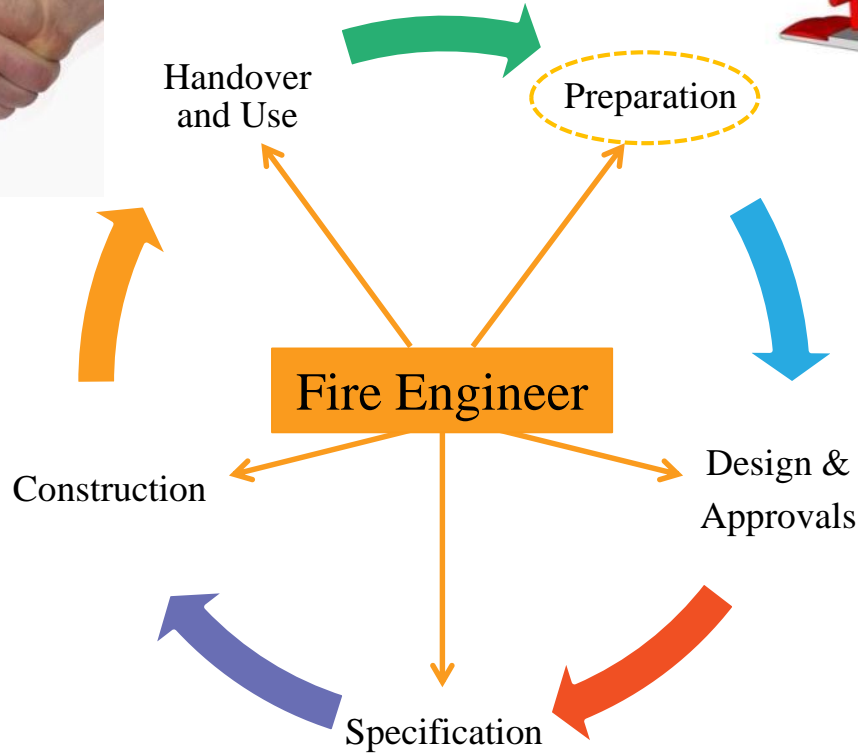 Handover
and Use
Preparation
Fire Engineer
Construction
Design &
Approvals
Specification